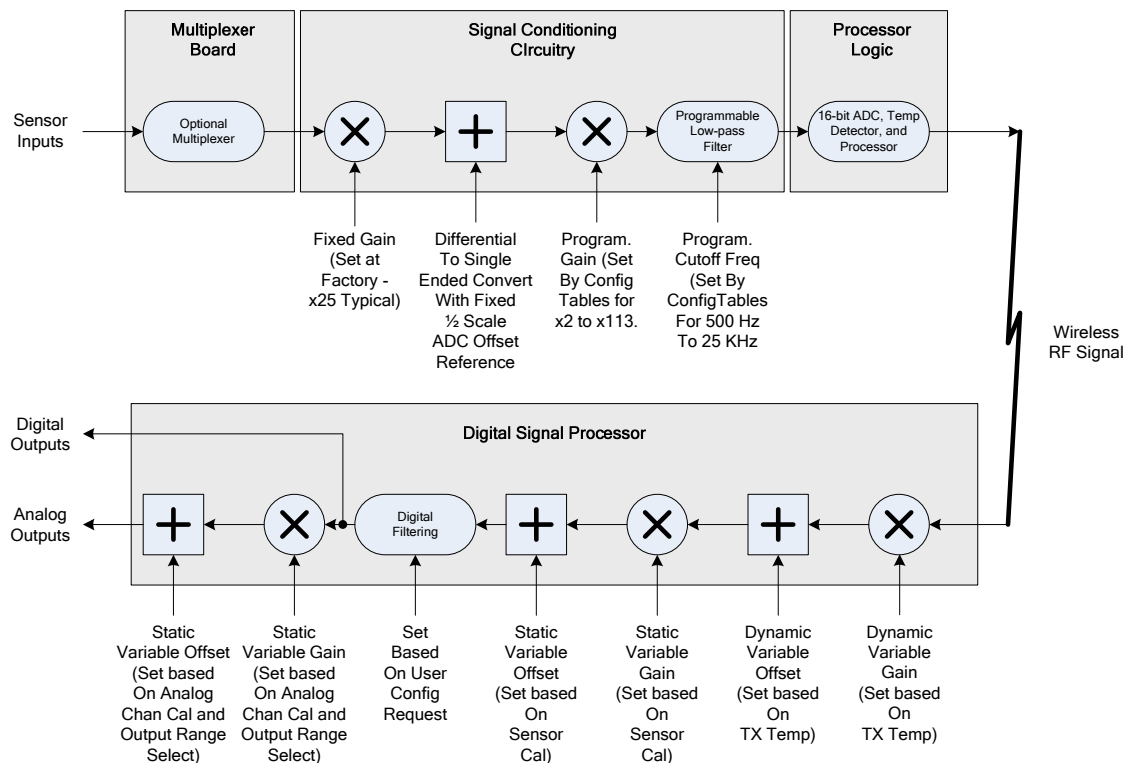 Multiplexer
Board
Signal Conditioning
CIrcuitry
Processor
Logic
Sensor
Inputs
Optional
Multiplexer
Programmable
Low-pass
Filter
16-bit ADC, Temp
Detector, and
Processor
Fixed Gain
(Set at
Factory -
x25 Typical)
Differential
To Single
Ended Convert
With Fixed
½ Scale
ADC Offset
Reference
Program.
Gain (Set
By Config
Tables for
x2 to x113.
Program.
Cutoff Freq
(Set By
ConfigTables
For 500 Hz
To 25 KHz
Wireless
RF Signal
Digital
Outputs
Digital Signal Processor
Analog
Outputs
Digital
Filtering
Static
Variable Offset
(Set based
On Analog
Chan Cal and
Output Range
Select)
Static
Variable Gain
(Set based
On Analog
Chan Cal and
Output Range
Select)
Set
Based
On User
Config
Request
Static
Variable
Offset
(Set based
On
Sensor
Cal)
Static
Variable
Gain
(Set based
On
Sensor
Cal)
Dynamic
Variable
Offset
(Set based
On
TX Temp)
Dynamic
Variable
Gain
(Set based
On
TX Temp)